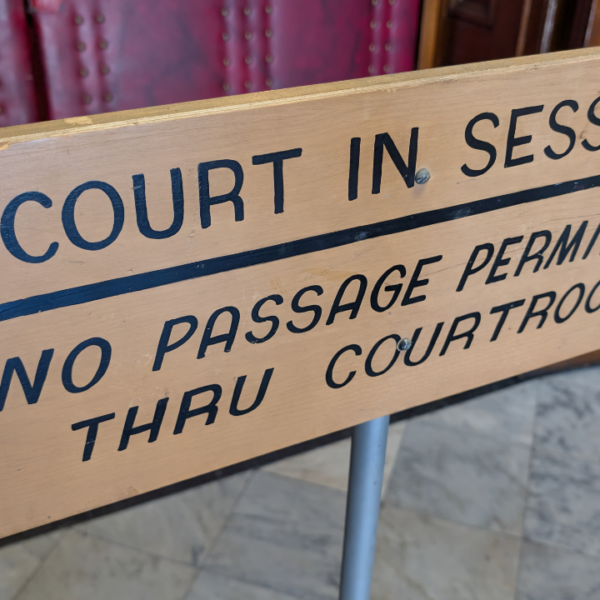 COURT IN SESS
NO PASSAGE PERMI
THRU COURTROO